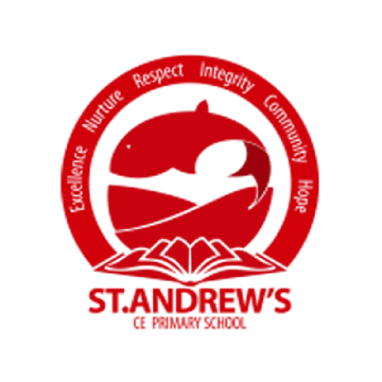 Excellence Nurture Respect Integrity Community Hope
ST.ANDREW'S
CE PRIMARY SCHOOL